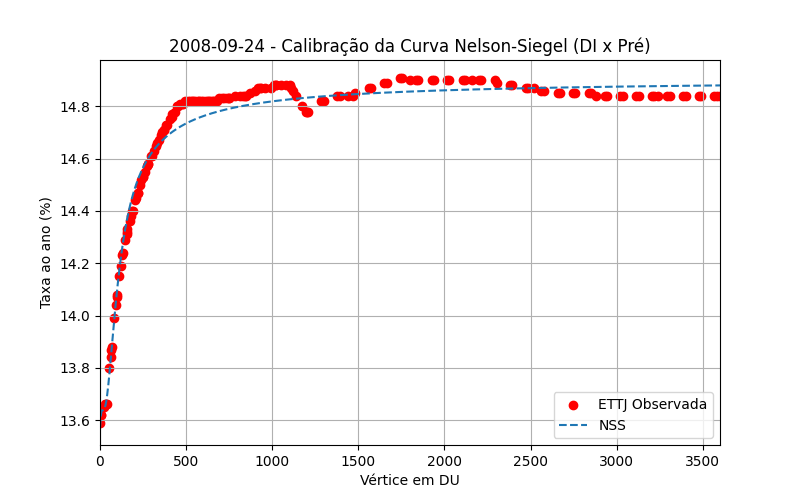 2008-09-24 - Calibração da Curva Nelson-Siegel (DI x Pré)
Taxa ao ano (%)
14.8
14.6
14.4
14.2
14.0
13.8
13.6
ETTJ Observada
NSS
0 500 1000 1500 2000 2500 3000 3500
Vértice em DU